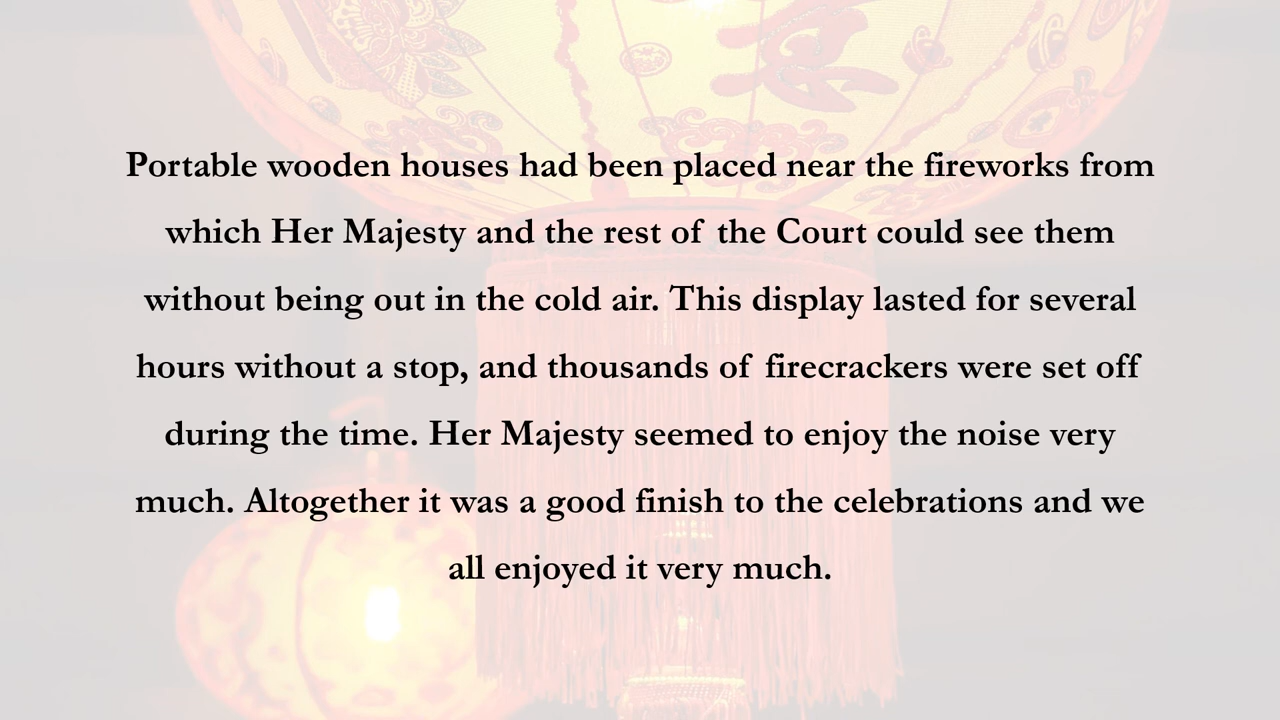 Portable wooden houses had been placed near the fireworks from
which Her Majesty and the rest of the Court could see them
without being out in the cold air. This display lasted for several
hours without a stop, and thousands of firecrackers were set off
during the time. Her Majesty seemed to enjoy the noise very
much. Altogether it was a good finish to the celebrations and we
all enjoyed it very much.